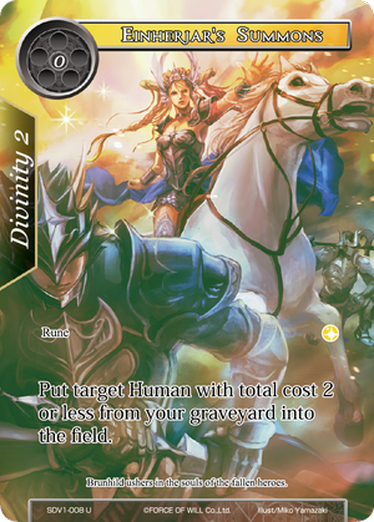 Einherjar's Summons
0
Divinity 2
Rune
Put target Human with total cost 2
or less from your graveyard into
the field.
Brunhild ushers in the souls of the fallen heroes.
SDV1-008 U ©FORCE OF WILL Co.,Ltd. Illust/Miko Yamazaki